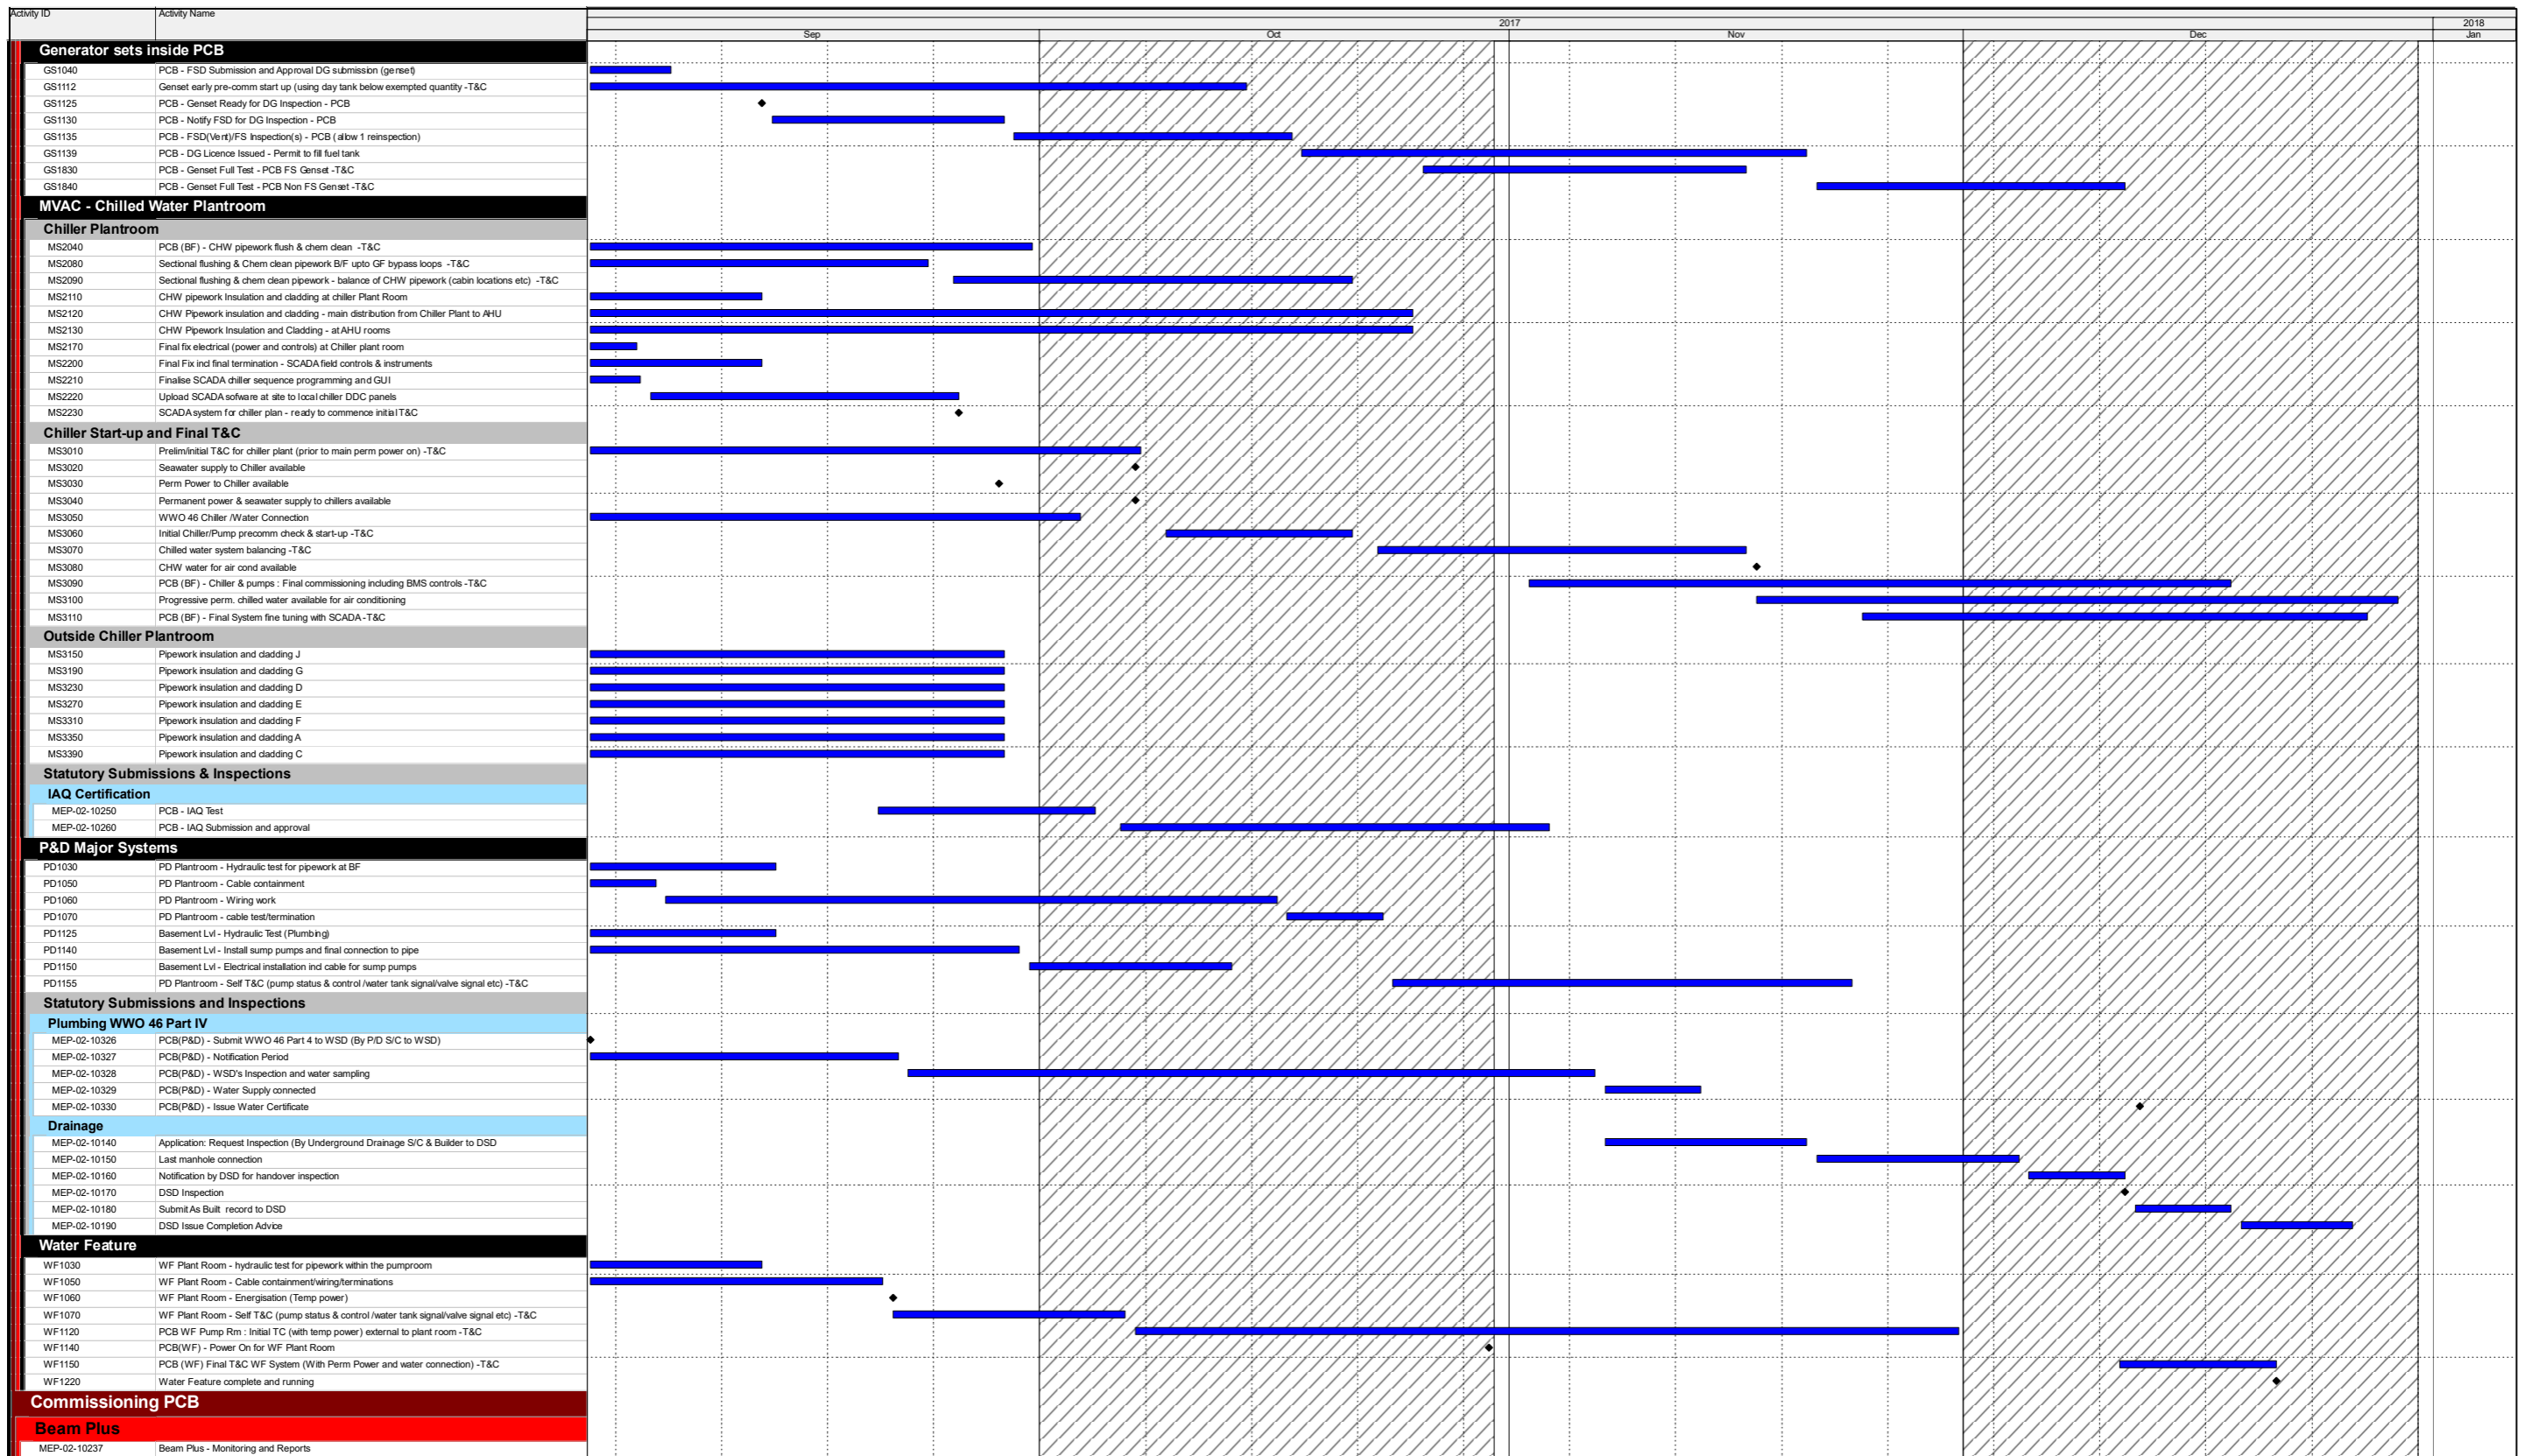 Activity ID Activity Name
2017 2018
Sep Oct Nov Dec Jan
Generator sets inside PCB
GS1040 PCB - FSD Submission and Approval DG submission (genset)
GS1112 Genset early pre-comm start up (using day tank below exempted quantity -T&C
GS1125 PCB - Genset Ready for DG Inspection - PCB
GS1130 PCB - Notify FSD for DG Inspection - PCB
GS1135 PCB - FSD(Vent)/FS Inspection(s) - PCB (allow 1 reinspection)
GS1139 PCB - DG Licence Issued - Permit to fill fuel tank
GS1830 PCB - Genset Full Test - PCB FS Genset -T&C
GS1840 PCB - Genset Full Test - PCB Non FS Genset -T&C
MVAC - Chilled Water Plantroom
Chiller Plantroom
MS2040 PCB (BF) - CHW pipework flush & chem clean -T&C
MS2080 Sectional flushing & Chem clean pipework B/F upto GF bypass loops -T&C
MS2090 Sectional flushing & chem clean pipework - balance of CHW pipework (cabin locations etc) -T&C
MS2110 CHW pipework Insulation and cladding at chiller Plant Room
MS2120 CHW Pipework insulation and cladding - main distribution from Chiller Plant to AHU
MS2130 CHW Pipework Insulation and Cladding - at AHU rooms
MS2170 Final fix electrical (power and controls) at Chiller plant room
MS2200 Final Fix incl final termination - SCADA field controls & instruments
MS2210 Finalise SCADA chiller sequence programming and GUI
MS2220 Upload SCADA sofware at site to local chiller DDC panels
MS2230 SCADA system for chiller plan - ready to commence initial T&C
Chiller Start-up and Final T&C
MS3010 Prelim/initial T&C for chiller plant (prior to main perm power on) -T&C
MS3020 Seawater supply to Chiller available
MS3030 Perm Power to Chiller available
MS3040 Permanent power & seawater supply to chillers available
MS3050 WWO 46 Chiller /Water Connection
MS3060 Initial Chiller/Pump precomm check & start-up -T&C
MS3070 Chilled water system balancing -T&C
MS3080 CHW water for air cond available
MS3090 PCB (BF) - Chiller & pumps : Final commissioning including BMS controls -T&C
MS3100 Progressive perm. chilled water available for air conditioning
MS3110 PCB (BF) - Final System fine tuning with SCADA -T&C
Outside Chiller Plantroom
MS3150 Pipework insulation and cladding J
MS3190 Pipework insulation and cladding G
MS3230 Pipework insulation and cladding D
MS3270 Pipework insulation and cladding E
MS3310 Pipework insulation and cladding F
MS3350 Pipework insulation and cladding A
MS3390 Pipework insulation and cladding C
Statutory Submissions & Inspections
IAQ Certification
MEP-02-10250 PCB - IAQ Test
MEP-02-10260 PCB - IAQ Submission and approval
P&D Major Systems
PD1030 PD Plantroom - Hydraulic test for pipework at BF
PD1050 PD Plantroom - Cable containment
PD1060 PD Plantroom - Wiring work
PD1070 PD Plantroom - cable test/termination
PD1125 Basement Lvl - Hydraulic Test (Plumbing)
PD1140 Basement Lvl - Install sump pumps and final connection to pipe
PD1150 Basement Lvl - Electrical installation incl cable for sump pumps
PD1155 PD Plantroom - Self T&C (pump status & control /water tank signal/valve signal etc) -T&C
Statutory Submissions and Inspections
Plumbing WWO 46 Part IV
MEP-02-10326 PCB(P&D) - Submit WWO 46 Part 4 to WSD (By P/D S/C to WSD)
MEP-02-10327 PCB(P&D) - Notification Period
MEP-02-10328 PCB(P&D) - WSD's Inspection and water sampling
MEP-02-10329 PCB(P&D) - Water Supply connected
MEP-02-10330 PCB(P&D) - Issue Water Certificate
Drainage
MEP-02-10140 Application: Request Inspection (By Underground Drainage S/C & Builder to DSD
MEP-02-10150 Last manhole connection
MEP-02-10160 Notification by DSD for handover inspection
MEP-02-10170 DSD Inspection
MEP-02-10180 Submit As Built record to DSD
MEP-02-10190 DSD Issue Completion Advice
Water Feature
WF1030 WF Plant Room - hydraulic test for pipework within the pumproom
WF1050 WF Plant Room - Cable containment/wiring/terminations
WF1060 WF Plant Room - Energisation (Temp power)
WF1070 WF Plant Room - Self T&C (pump status & control /water tank signal/valve signal etc) -T&C
WF1120 PCB WF Pump Rm : Initial TC (with temp power) external to plant room -T&C
WF1140 PCB(WF) - Power On for WF Plant Room
WF1150 PCB (WF) Final T&C WF System (With Perm Power and water connection) -T&C
WF1220 Water Feature complete and running
Commissioning PCB
Beam Plus
MEP-02-10237 Beam Plus - Monitoring and Reports